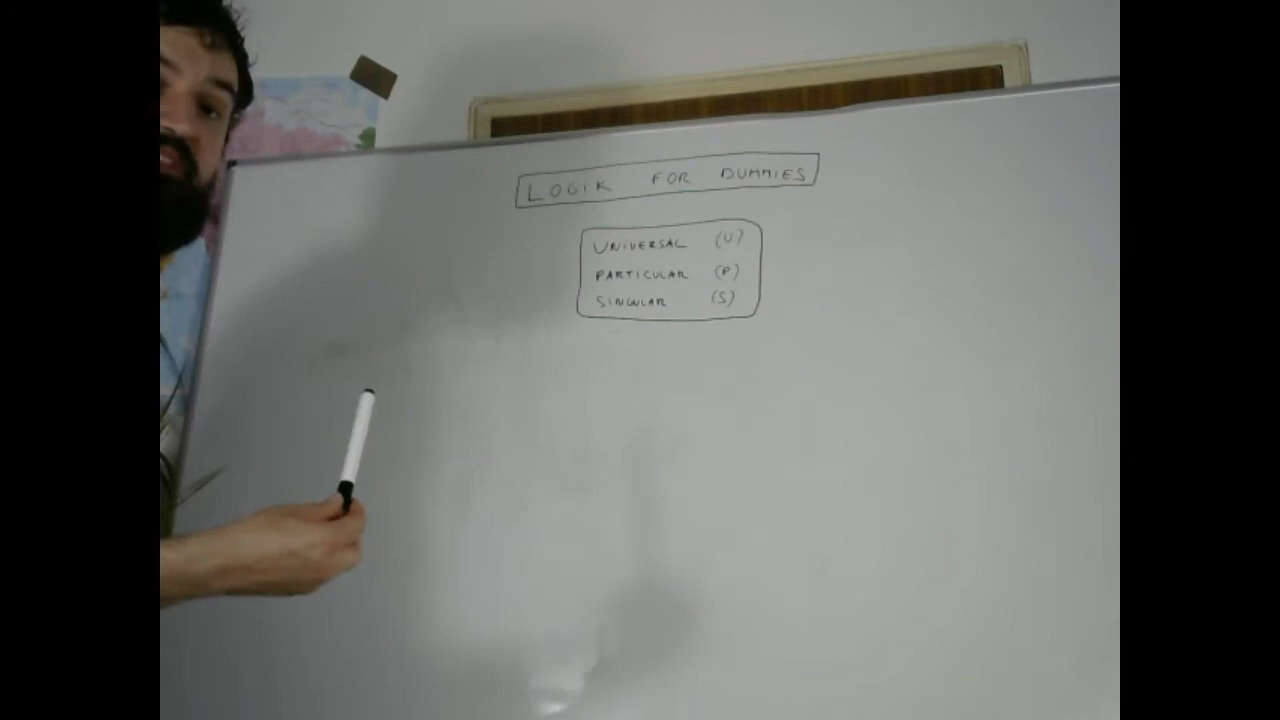 LOGIK FOR DUMMIES
UNIVERSAL (U)
PARTICULAR (P)
SINGULAR (S)